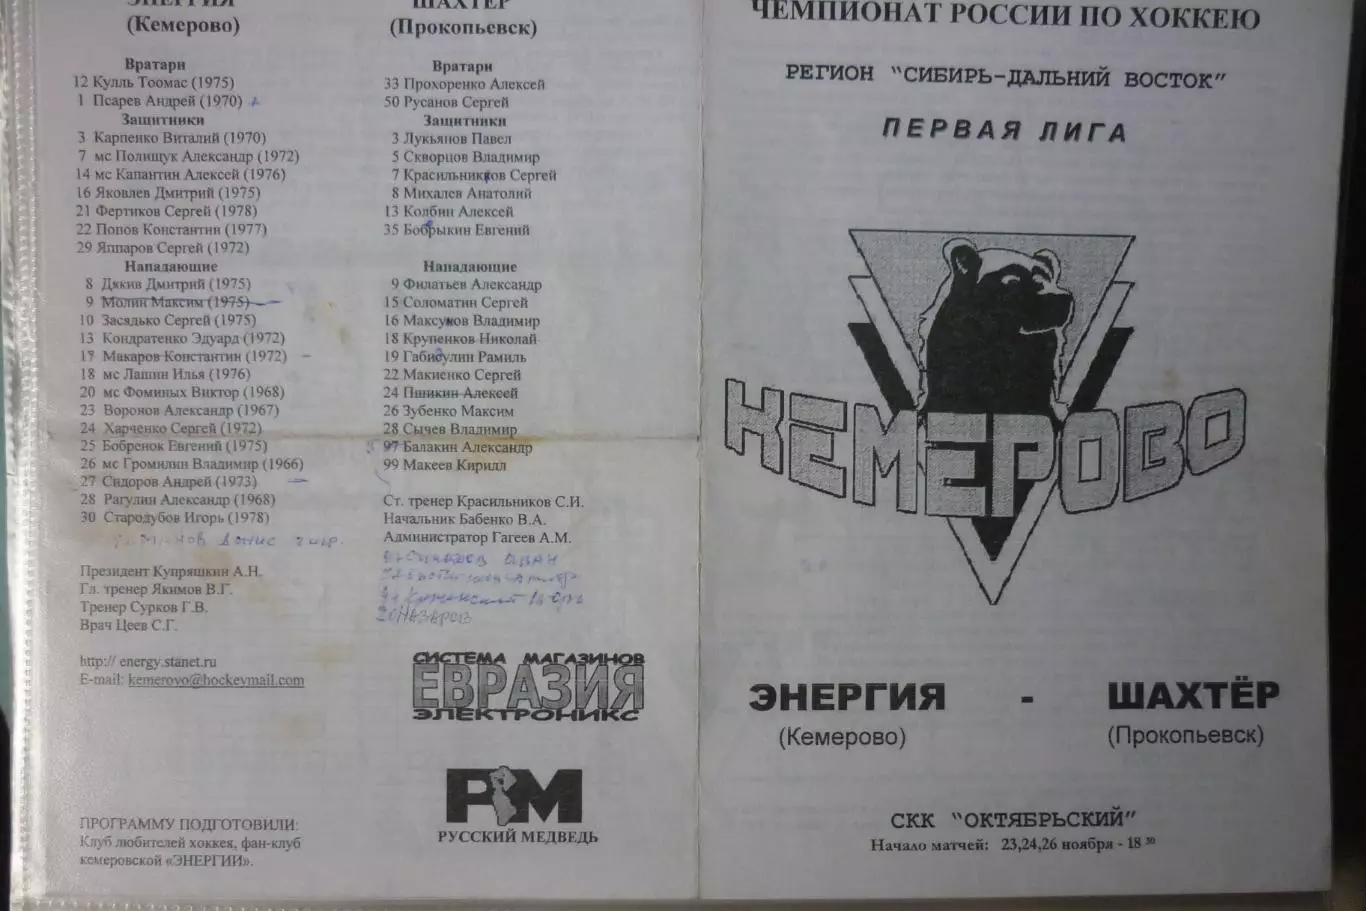 ЭНЕРГИЯ
(Кемерово)
Вратари
12 Кулль Тоомас (1975)
1 Псарев Андрей (1970)
Защитники
3 Карпенко Виталий (1970)
7 мс Полищук Александр (1972)
14 мс Капантин Алексей (1976)
16 Яковлев Дмитрий (1975)
21 Фертиков Сергей (1978)
22 Попов Константин (1977)
29 Яппаров Сергей (1972)
Нападающие
8 Дякив Дмитрий (1975)
9 Молин Максим (1975)
10 Засядько Сергей (1975)
13 Кондратенко Эдуард (1972)
17 Макаров Константин (1972)
18 мс Лашин Илья (1976)
20 мс Фоминых Виктор (1968)
23 Воронов Александр (1967)
24 Харченко Сергей (1972)
25 Бобренок Евгений (1975)
26 мс Громилин Владимир (1966)
27 Сидоров Андрей (1973)
28 Рагулин Александр (1968)
30 Стародубов Игорь (1978)
Президент Купряшкин А.Н.
Гл. тренер Якимов В.Г.
Тренер Сурков Г.В.
Врач Цеев С.Г.
http:// energy.stanet.ru
E-mail: kemerovo@hockeymail.com
ПРОГРАММУ ПОДГОТОВИЛИ:
Клуб любителей хоккея, фан-клуб
кемеровской «ЭНЕРГИИ».
ШАХТЁР
(Прокопьевск)
Вратари
33 Прохоренко Алексей
50 Русанов Сергей
Защитники
3 Лукьянов Павел
5 Скворцов Владимир
7 Красильников Сергей
8 Михалев Анатолий
13 Колбин Алексей
35 Бобрыкин Евгений
Нападающие
9 Филатьев Александр
15 Соломатин Сергей
16 Максумов Владимир
18 Крупенков Николай
19 Габисулин Рамиль
22 Макиенко Сергей
24 Пшикин Алексей
26 Зубенко Максим
28 Сычев Владимир
97 Балакин Александр
99 Макеев Кирилл
Ст. тренер Красильников С.И.
Начальник Бабенко В.А.
Администратор Гагеев А.М.
20 НАЗАРОВ
СИСТЕМА МАГАЗИНОВ
ЕВРАЗИЯ
ЭЛЕКТРОНИКС
РМ
РУССКИЙ МЕДВЕДЬ
ЧЕМПИОНАТ РОССИИ ПО ХОККЕЮ
РЕГИОН "СИБИРЬ-ДАЛЬНИЙ ВОСТОК"
ПЕРВАЯ ЛИГА
КЕМЕРОВО
ЭНЕРГИЯ - ШАХТЁР
(Кемерово) (Прокопьевск)
СКК "ОКТЯБРЬСКИЙ"
Начало матчей: 23,24,26 ноября - 18 30